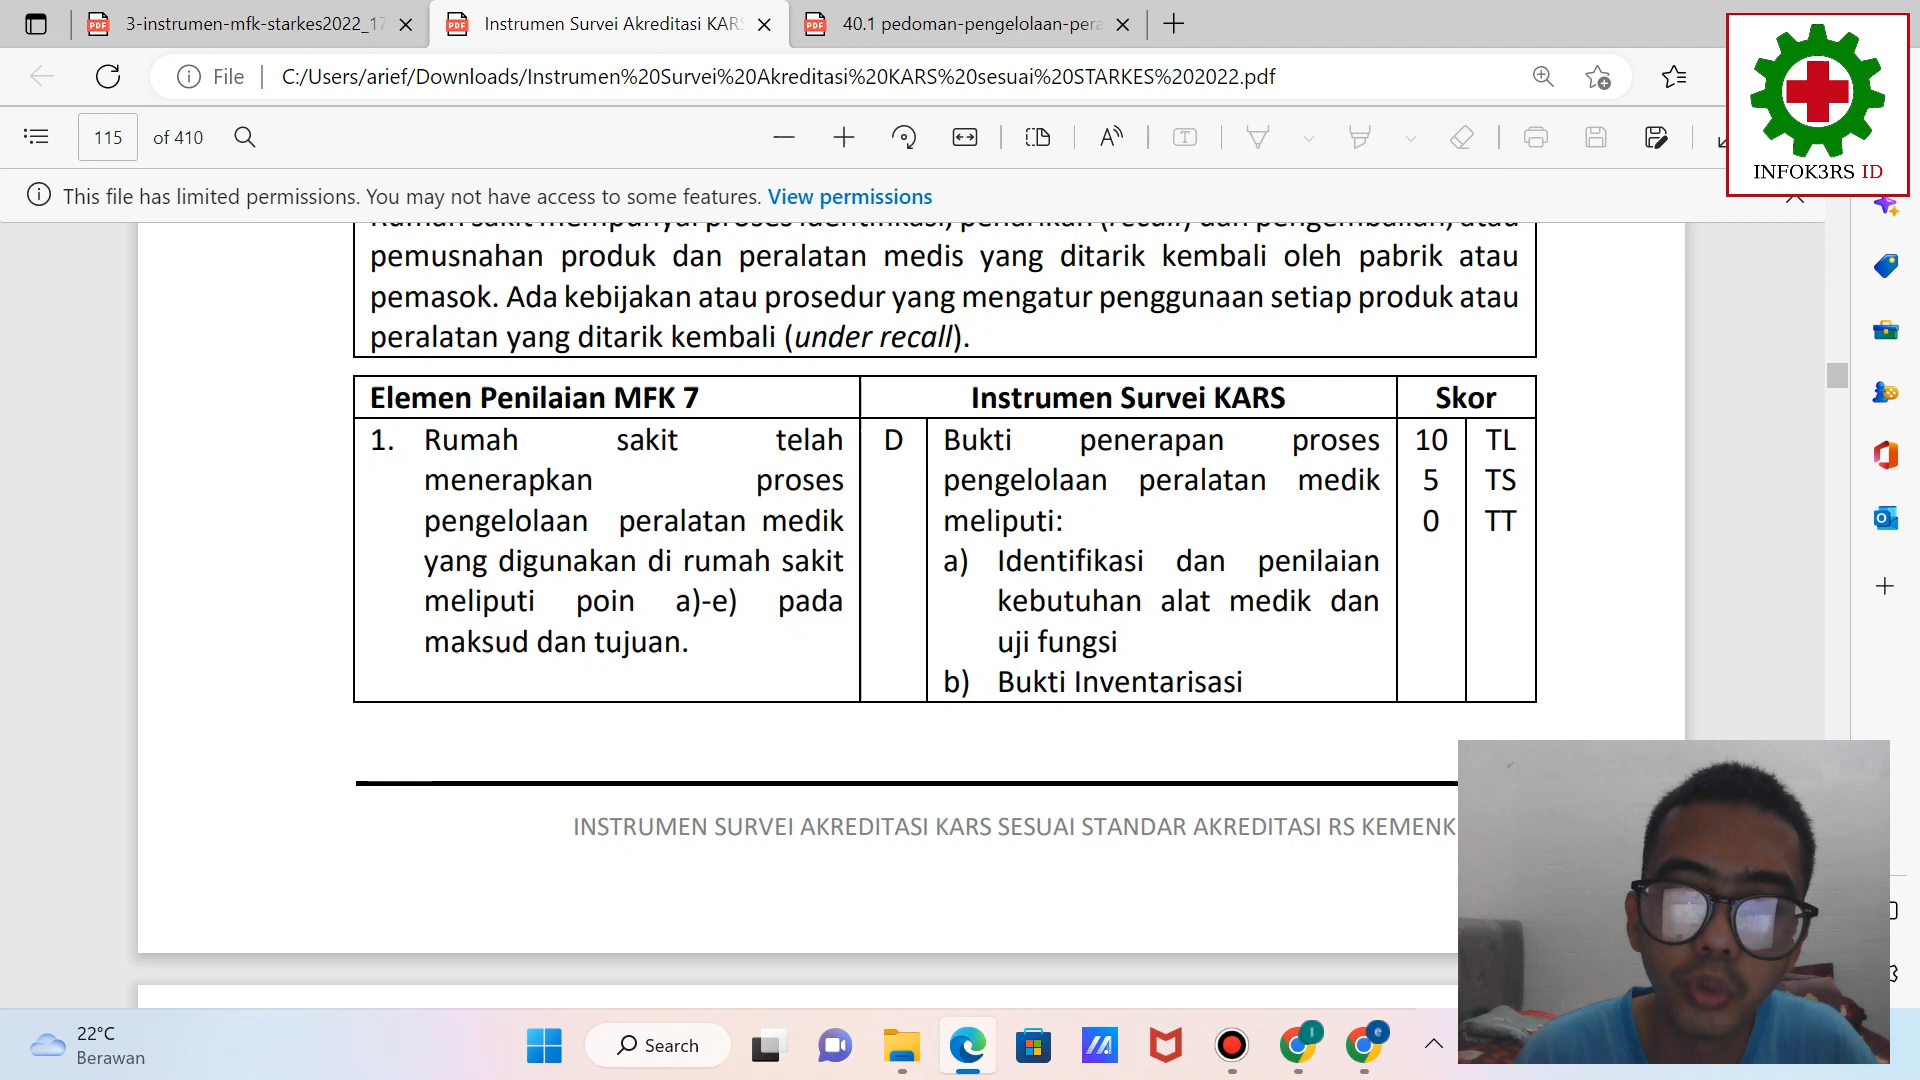 3-instrumen-mfk-starkes2022_17
Instrumen Survei Akreditasi KARS
40.1 pedoman-pengelolaan-pera
File
C:/Users/arief/Downloads/Instrumen%20Survei%20Akreditasi%20KARS%20sesuai%20STARKES%202022.pdf
INFOK3RS ID
115
of 410
This file has limited permissions. You may not have access to some features. View permissions
pemusnahan produk dan peralatan medis yang ditarik kembali oleh pabrik atau
pemasok. Ada kebijakan atau prosedur yang mengatur penggunaan setiap produk atau
peralatan yang ditarik kembali (under recall).
Elemen Penilaian MFK 7
Instrumen Survei KARS
Skor
1. Rumah sakit telah
menerapkan proses
pengelolaan peralatan medik
yang digunakan di rumah sakit
meliputi poin a)-e) pada
maksud dan tujuan.
D
Bukti penerapan proses
pengelolaan peralatan medik
meliputi:
a) Identifikasi dan penilaian
kebutuhan alat medik dan
uji fungsi
b) Bukti Inventarisasi
10 TL
5 TS
0 TT
INSTRUMEN SURVEI AKREDITASI KARS SESUAI STANDAR AKREDITASI RS KEMENK
22°C
Berawan
Search